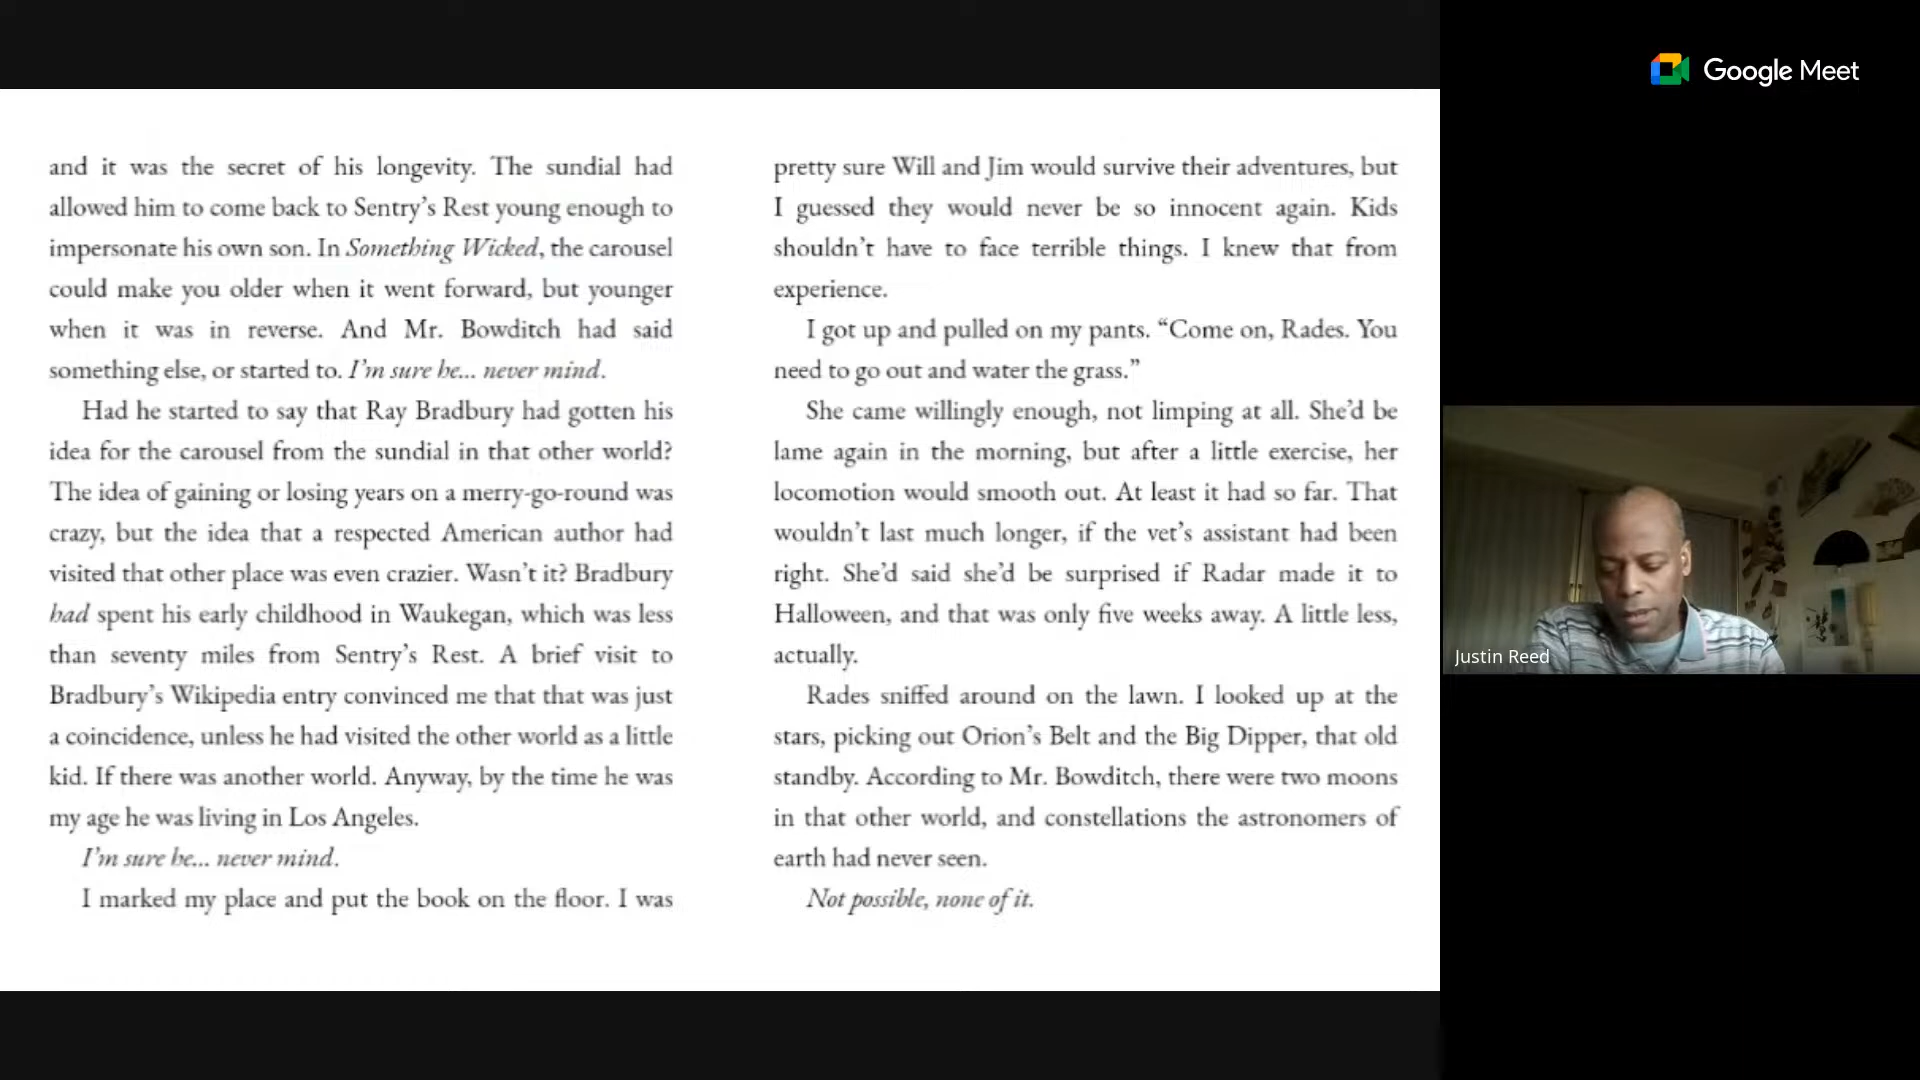 and it was the secret of his longevity. The sundial had
allowed him to come back to Sentry’s Rest young enough to
impersonate his own son. In Something Wicked, the carousel
could make you older when it went forward, but younger
when it was in reverse. And Mr. Bowditch had said
something else, or started to. I’m sure he... never mind.
Had he started to say that Ray Bradbury had gotten his
idea for the carousel from the sundial in that other world?
The idea of gaining or losing years on a merry-go-round was
crazy, but the idea that a respected American author had
visited that other place was even crazier. Wasn’t it? Bradbury
had spent his early childhood in Waukegan, which was less
than seventy miles from Sentry’s Rest. A brief visit to
Bradbury’s Wikipedia entry convinced me that that was just
a coincidence, unless he had visited the other world as a little
kid. If there was another world. Anyway, by the time he was
my age he was living in Los Angeles.
I’m sure he... never mind.
I marked my place and put the book on the floor. I was
pretty sure Will and Jim would survive their adventures, but
I guessed they would never be so innocent again. Kids
shouldn’t have to face terrible things. I knew that from
experience.
I got up and pulled on my pants. “Come on, Rades. You
need to go out and water the grass.”
She came willingly enough, not limping at all. She’d be
lame again in the morning, but after a little exercise, her
locomotion would smooth out. At least it had so far. That
wouldn’t last much longer, if the vet’s assistant had been
right. She’d said she’d be surprised if Radar made it to
Halloween, and that was only five weeks away. A little less,
actually.
Rades sniffed around on the lawn. I looked up at the
stars, picking out Orion’s Belt and the Big Dipper, that old
standby. According to Mr. Bowditch, there were two moons
in that other world, and constellations the astronomers of
earth had never seen.
Not possible, none of it.
Google Meet
Justin Reed